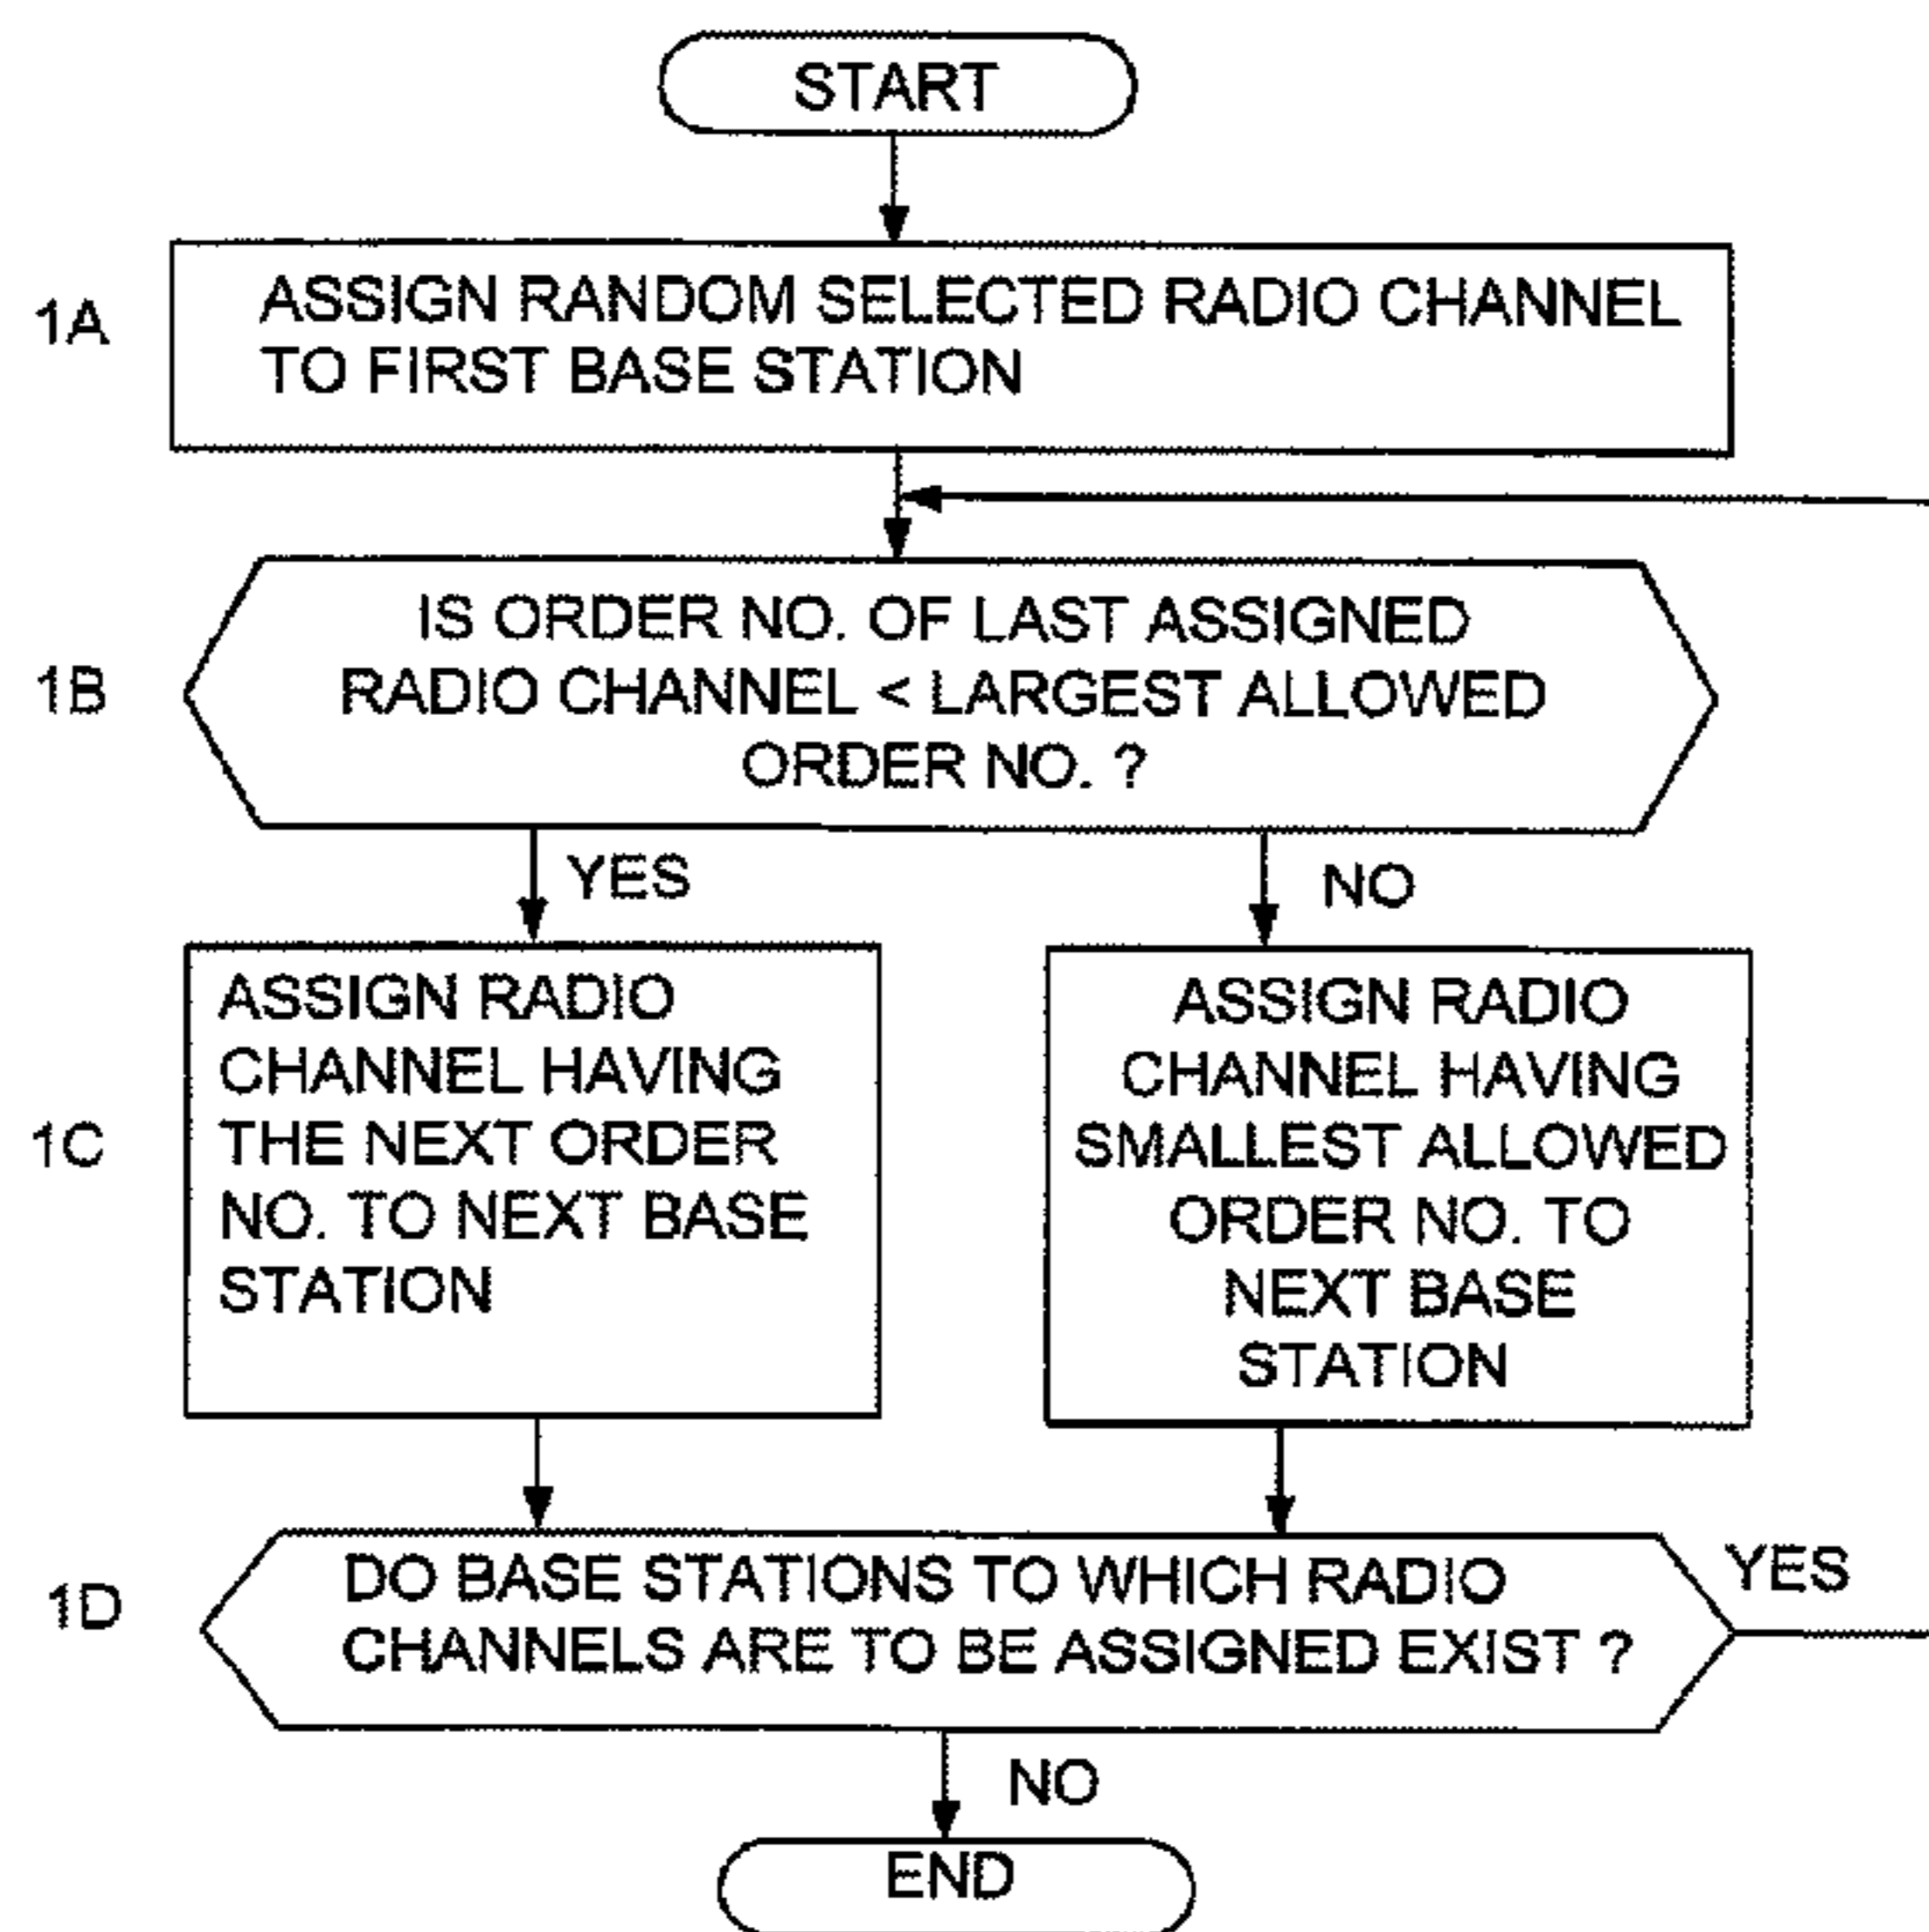 START
1A
ASSIGN RANDOM SELECTED RADIO CHANNEL
TO FIRST BASE STATION
1B
IS ORDER NO. OF LAST ASSIGNED
RADIO CHANNEL < LARGEST ALLOWED
ORDER NO. ?
YES
NO
1C
ASSIGN RADIO
CHANNEL HAVING
THE NEXT ORDER
NO. TO NEXT BASE
STATION
ASSIGN RADIO
CHANNEL HAVING
SMALLEST ALLOWED
ORDER NO. TO
NEXT BASE
STATION
1D
DO BASE STATIONS TO WHICH RADIO
CHANNELS ARE TO BE ASSIGNED EXIST ?
YES
NO
END